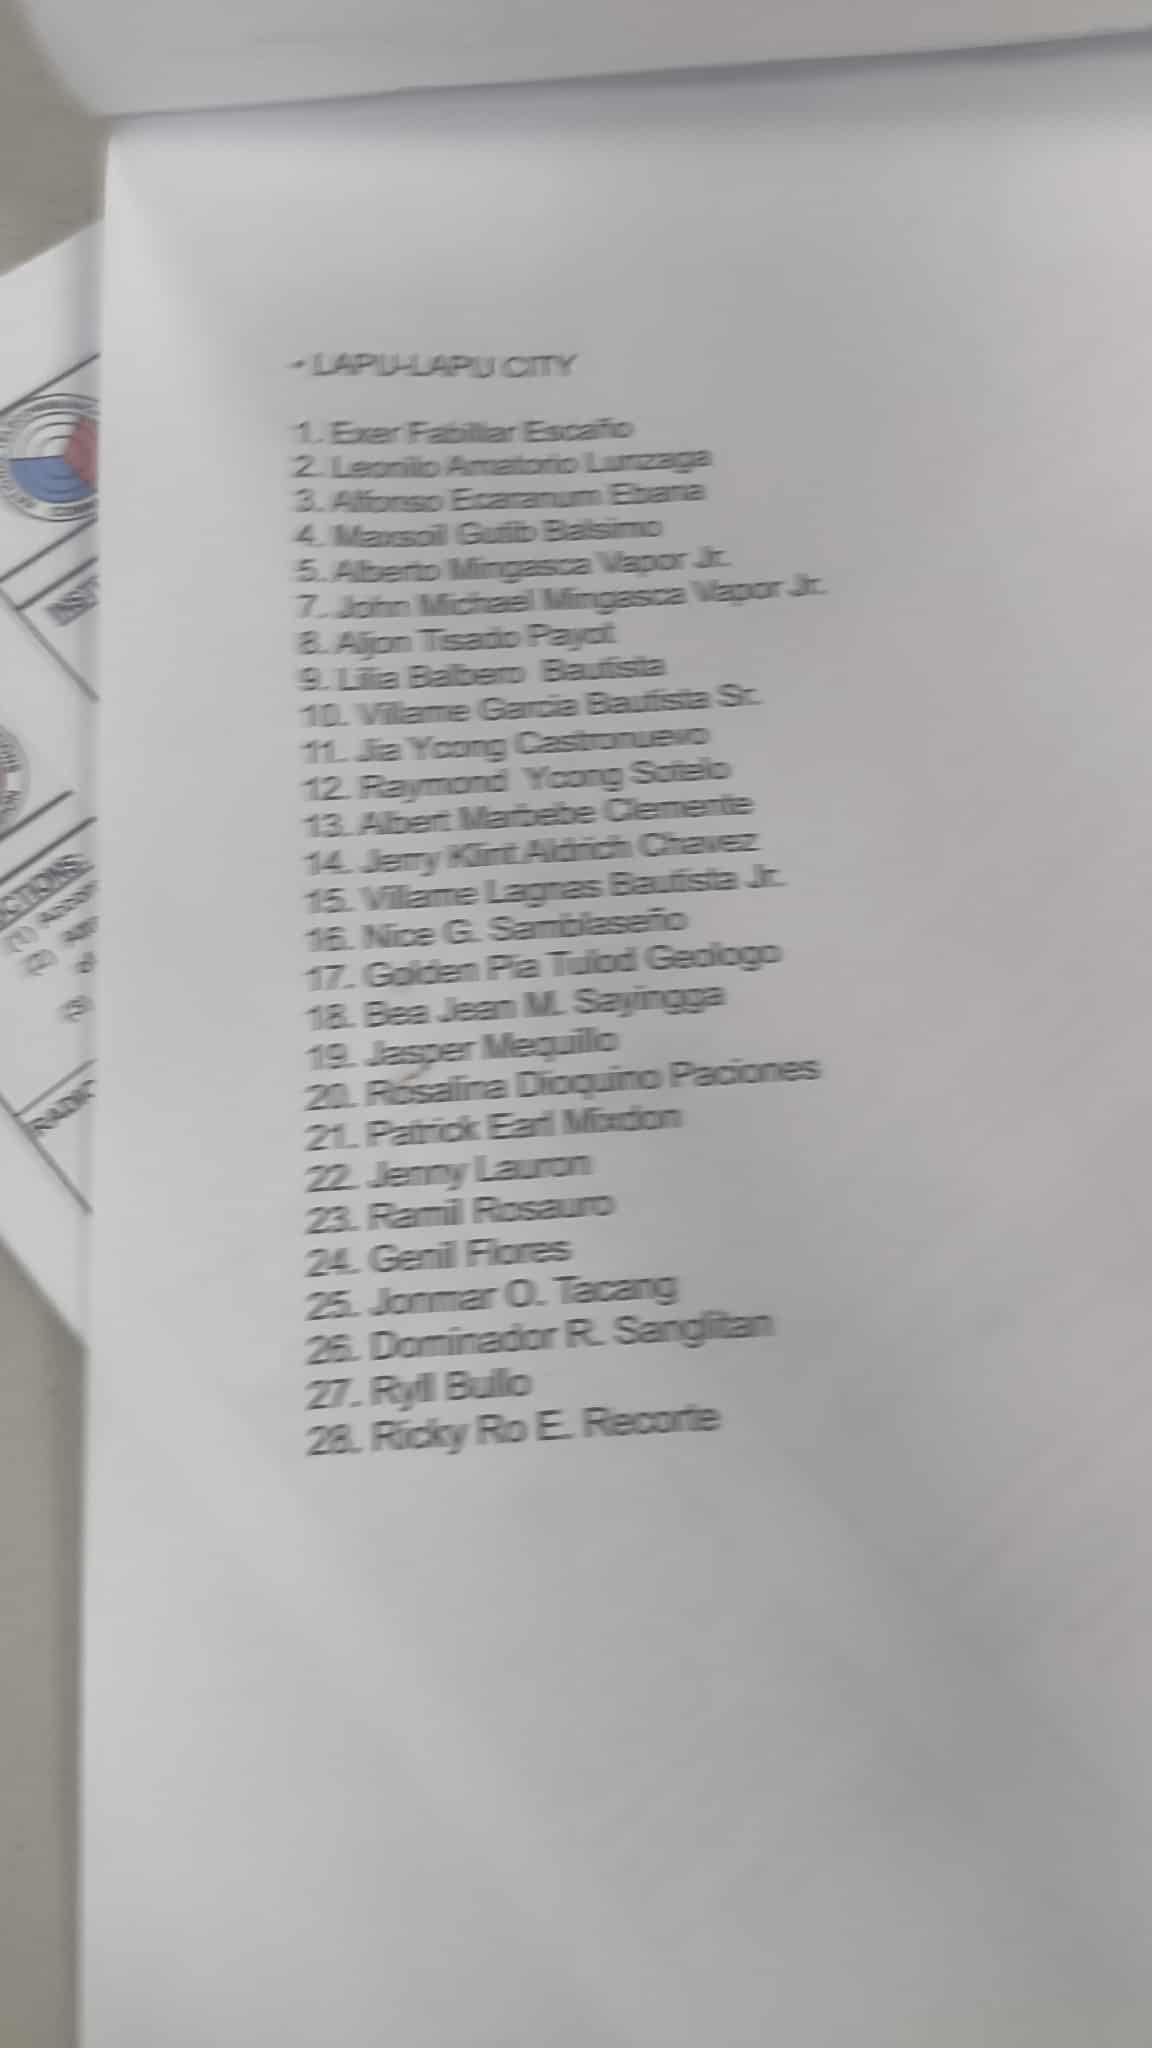 - LAPU-LAPU CITY
1. Exer Fabillar Escaño
2. Leonilo Amatorio Lunzaga
3. Alfonso Ecaranum Ebana
4. Maxsoil Gutib Balsimo
5. Alberto Mingasca Vapor Jr.
7. John Michael Mingasca Vapor Jr.
8. Aljon Tisado Payot
9. Lilia Balbero Bautista
10. Villame Garcia Bautista Sr.
11. Jia Ycong Castronuevo
12. Raymond Ycong Sotelo
13. Albert Marbebe Clemente
14. Jerry Klint Aldrich Chavez
15. Villame Lagnas Bautista Jr.
16. Nice G. Samblaseño
17. Golden Pia Tulod Geologo
18. Bea Jean M. Sayingga
19. Jasper Mequillo
20. Rosalina Dioquino Paciones
21. Patrick Earl Mixdon
22. Jenny Lauron
23. Ramil Rosauro
24. Genil Flores
25. Jonmar O. Tacang
26. Dominador R. Sanglitan
27. Ryll Bullo
28. Ricky Ro E. Recorte